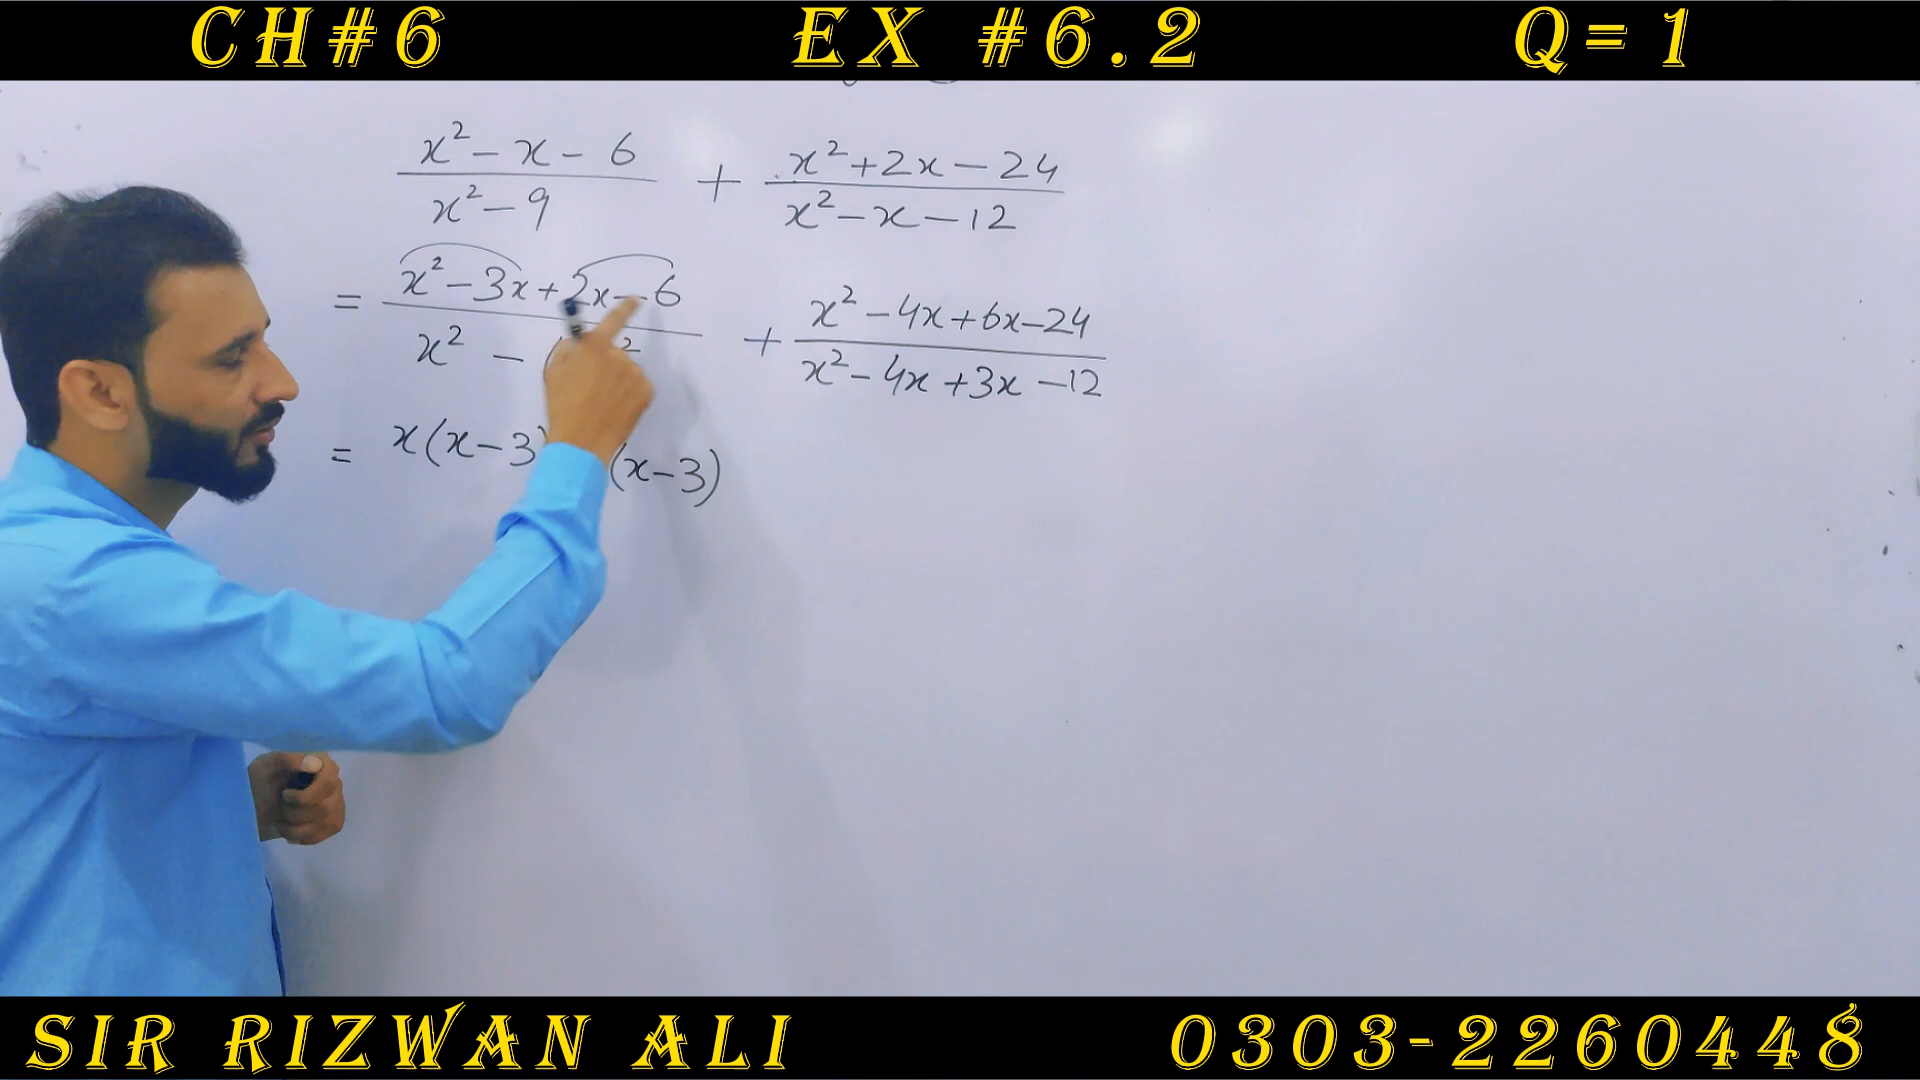 CH#6 EX #6.2 Q=1
x² - x - 6 / x² - 9 + x² + 2x - 24 / x² - x - 12
= x² - 3x + 2x - 6 / x² - ( ² + x² - 4x + 6x - 24 / x² - 4x + 3x - 12
= x(x - 3) (x - 3)
SIR RIZWAN ALI 0303-2260448